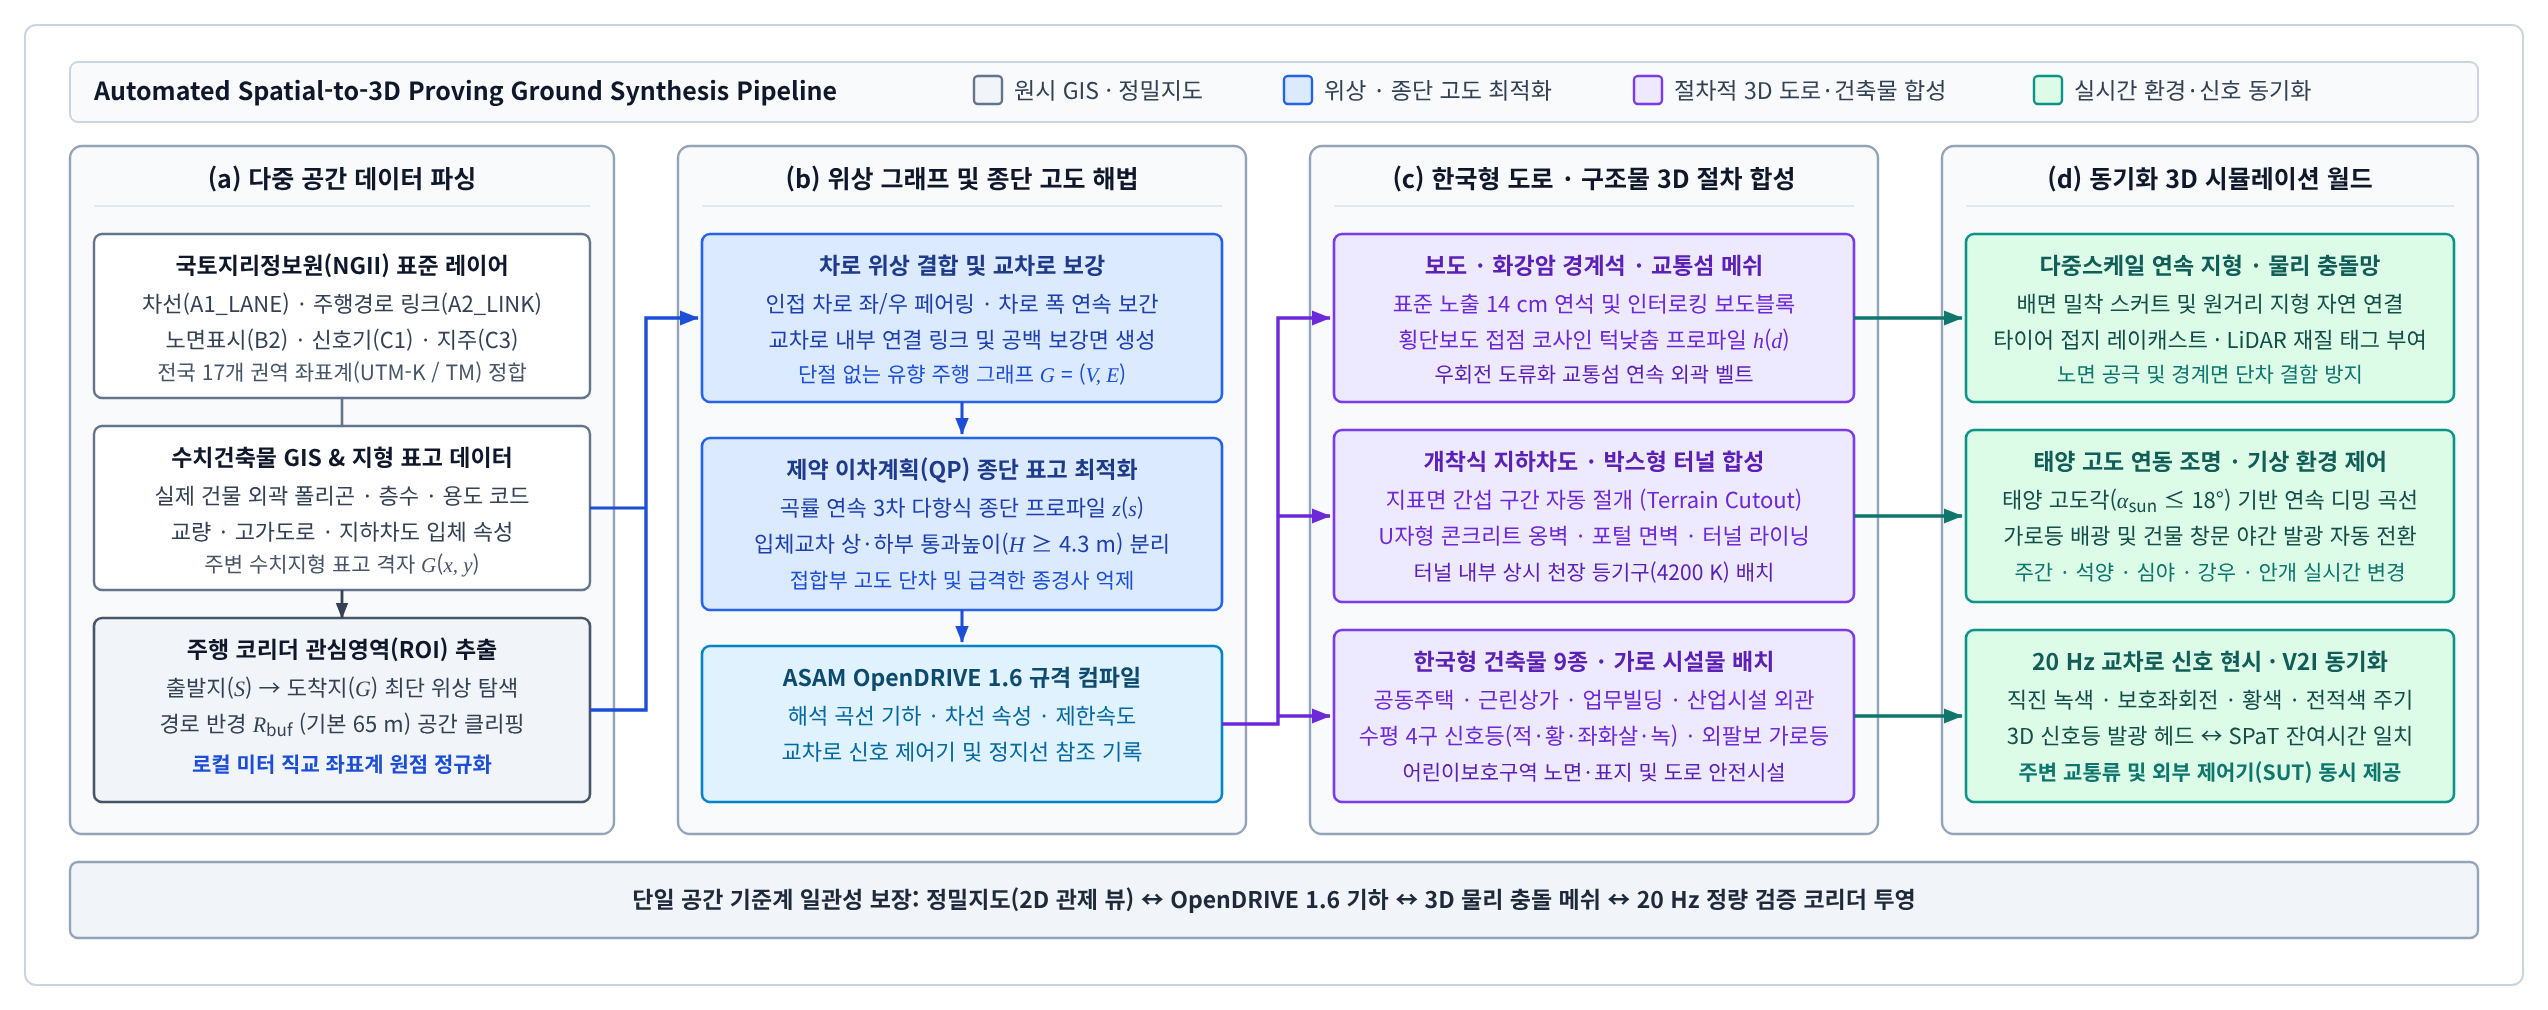 Automated Spatial-to-3D Proving Ground Synthesis Pipeline
원시 GIS · 정밀지도
위상 · 종단 고도 최적화
절차적 3D 도로·건축물 합성
실시간 환경·신호 동기화
(a) 다중 공간 데이터 파싱
국토지리정보원(NGII) 표준 레이어
차선(A1_LANE) · 주행경로 링크(A2_LINK)
노면표시(B2) · 신호기(C1) · 지주(C3)
전국 17개 권역 좌표계(UTM-K / TM) 정합
수치건축물 GIS & 지형 표고 데이터
실제 건물 외곽 폴리곤 · 층수 · 용도 코드
교량 · 고가도로 · 지하차도 입체 속성
주변 수치지형 표고 격자 G(x, y)
주행 코리더 관심영역(ROI) 추출
출발지(S) → 도착지(G) 최단 위상 탐색
경로 반경 R_buf (기본 65 m) 공간 클리핑
로컬 미터 직교 좌표계 원점 정규화
(b) 위상 그래프 및 종단 고도 해법
차로 위상 결합 및 교차로 보강
인접 차로 좌/우 페어링 · 차로 폭 연속 보간
교차로 내부 연결 링크 및 공백 보강면 생성
단절 없는 유향 주행 그래프 G = (V, E)
제약 이차계획(QP) 종단 표고 최적화
곡률 연속 3차 다항식 종단 프로파일 z(s)
입체교차 상·하부 통과높이(H ≥ 4.3 m) 분리
접합부 고도 단차 및 급격한 종경사 억제
ASAM OpenDRIVE 1.6 규격 컴파일
해석 곡선 기하 · 차선 속성 · 제한속도
교차로 신호 제어기 및 정지선 참조 기록
(c) 한국형 도로 · 구조물 3D 절차 합성
보도 · 화강암 경계석 · 교통섬 메쉬
표준 노출 14 cm 연석 및 인터로킹 보도블록
횡단보도 접점 코사인 턱낮춤 프로파일 h(d)
우회전 도류화 교통섬 연속 외곽 벨트
개착식 지하차도 · 박스형 터널 합성
지표면 간섭 구간 자동 절개 (Terrain Cutout)
U자형 콘크리트 옹벽 · 포털 면벽 · 터널 라이닝
터널 내부 상시 천장 등기구(4200 K) 배치
한국형 건축물 9종 · 가로 시설물 배치
공동주택 · 근린상가 · 업무빌딩 · 산업시설 외관
수평 4구 신호등(적·황·좌화살·녹) · 외팔보 가로등
어린이보호구역 노면·표지 및 도로 안전시설
(d) 동기화 3D 시뮬레이션 월드
다중스케일 연속 지형 · 물리 충돌망
배면 밀착 스커트 및 원거리 지형 자연 연결
타이어 접지 레이캐스트 · LiDAR 재질 태그 부여
노면 공극 및 경계면 단차 결함 방지
태양 고도 연동 조명 · 기상 환경 제어
태양 고도각(α_sun ≤ 18°) 기반 연속 디밍 곡선
가로등 배광 및 건물 창문 야간 발광 자동 전환
주간 · 석양 · 심야 · 강우 · 안개 실시간 변경
20 Hz 교차로 신호 현시 · V2I 동기화
직진 녹색 · 보호좌회전 · 황색 · 전적색 주기
3D 신호등 발광 헤드 ↔ SPaT 잔여시간 일치
주변 교통류 및 외부 제어기(SUT) 동시 제공
단일 공간 기준계 일관성 보장: 정밀지도(2D 관제 뷰) ↔ OpenDRIVE 1.6 기하 ↔ 3D 물리 충돌 메쉬 ↔ 20 Hz 정량 검증 코리더 투영